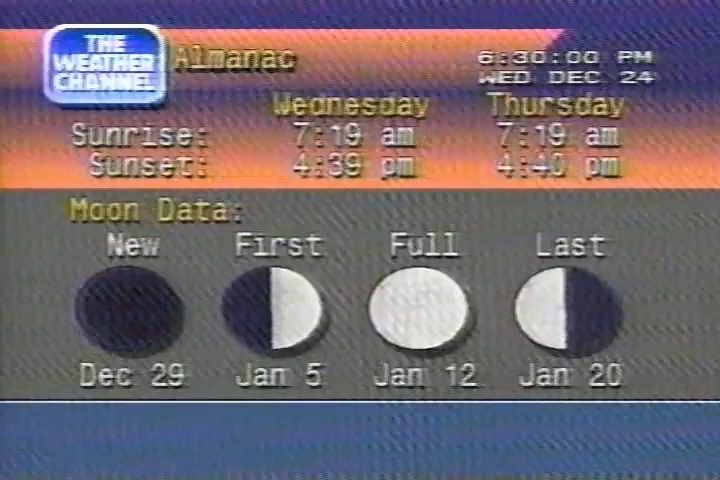 THE
WEATHER
CHANNEL
Almanac
6:30:00 PM
WED DEC 24
Wednesday Thursday
Sunrise: 7:19 am 7:19 am
Sunset: 4:39 pm 4:40 pm
Moon Data:
New First Full Last
Dec 29 Jan 5 Jan 12 Jan 20